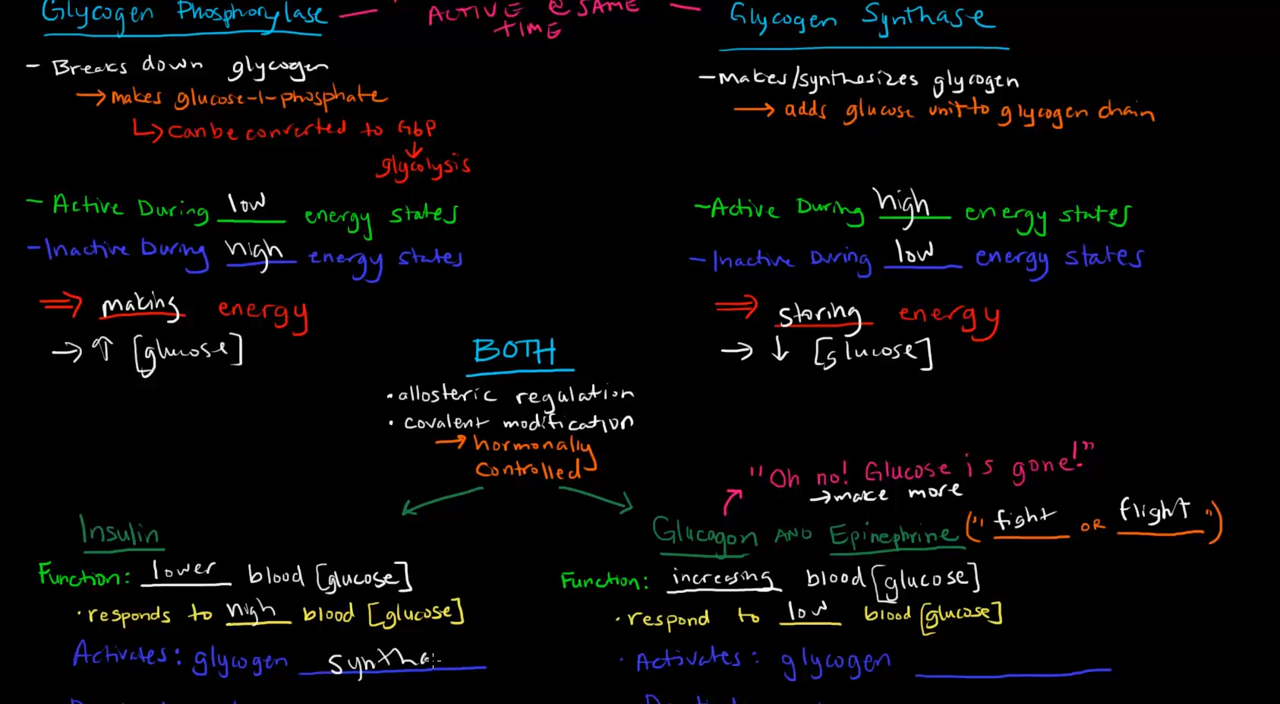 Glycogen Phosphorylase — ACTIVE @ SAME — Glycogen Synthase
TIME
- Breaks down glycogen
→ makes glucose-1-phosphate
↳ can be converted to G6P
↓
glycolysis
- Active During low energy states
- Inactive During high energy states
⇒ making energy
→ ↑ [glucose]
- makes/synthesizes glycogen
→ adds glucose unit to glycogen chain
- Active During high energy states
- Inactive During low energy states
⇒ storing energy
→ ↓ [glucose]
BOTH
• allosteric regulation
• covalent modification
→ hormonally
controlled
Insulin
Function: lower blood [glucose]
• responds to high blood [glucose]
Activates: glycogen syntha
"Oh no! Glucose is gone!"
→ make more
Glucagon AND Epinephrine ("fight OR flight")
Function: increasing blood [glucose]
• respond to low blood [glucose]
• Activates: glycogen